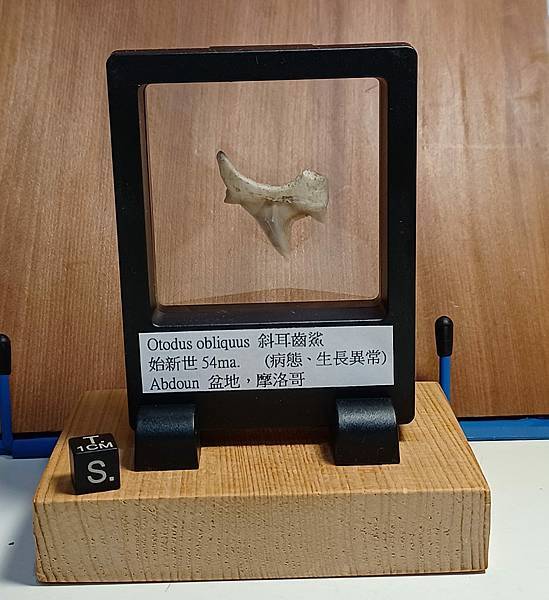 Otodus obliquus 斜耳齒鯊
始新世 54ma. (病態、生長異常)
Abdoun 盆地，摩洛哥
T.
1CM
S.